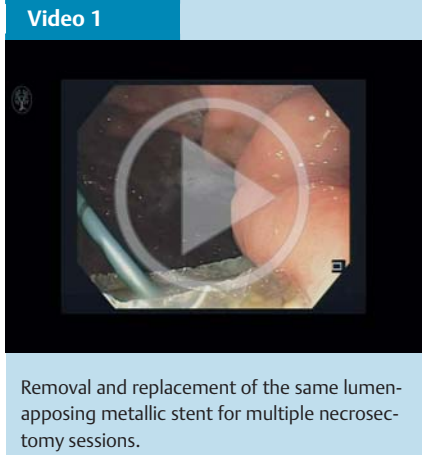 Video 1
Removal and replacement of the same lumen-
apposing metallic stent for multiple necrosec-
tomy sessions.